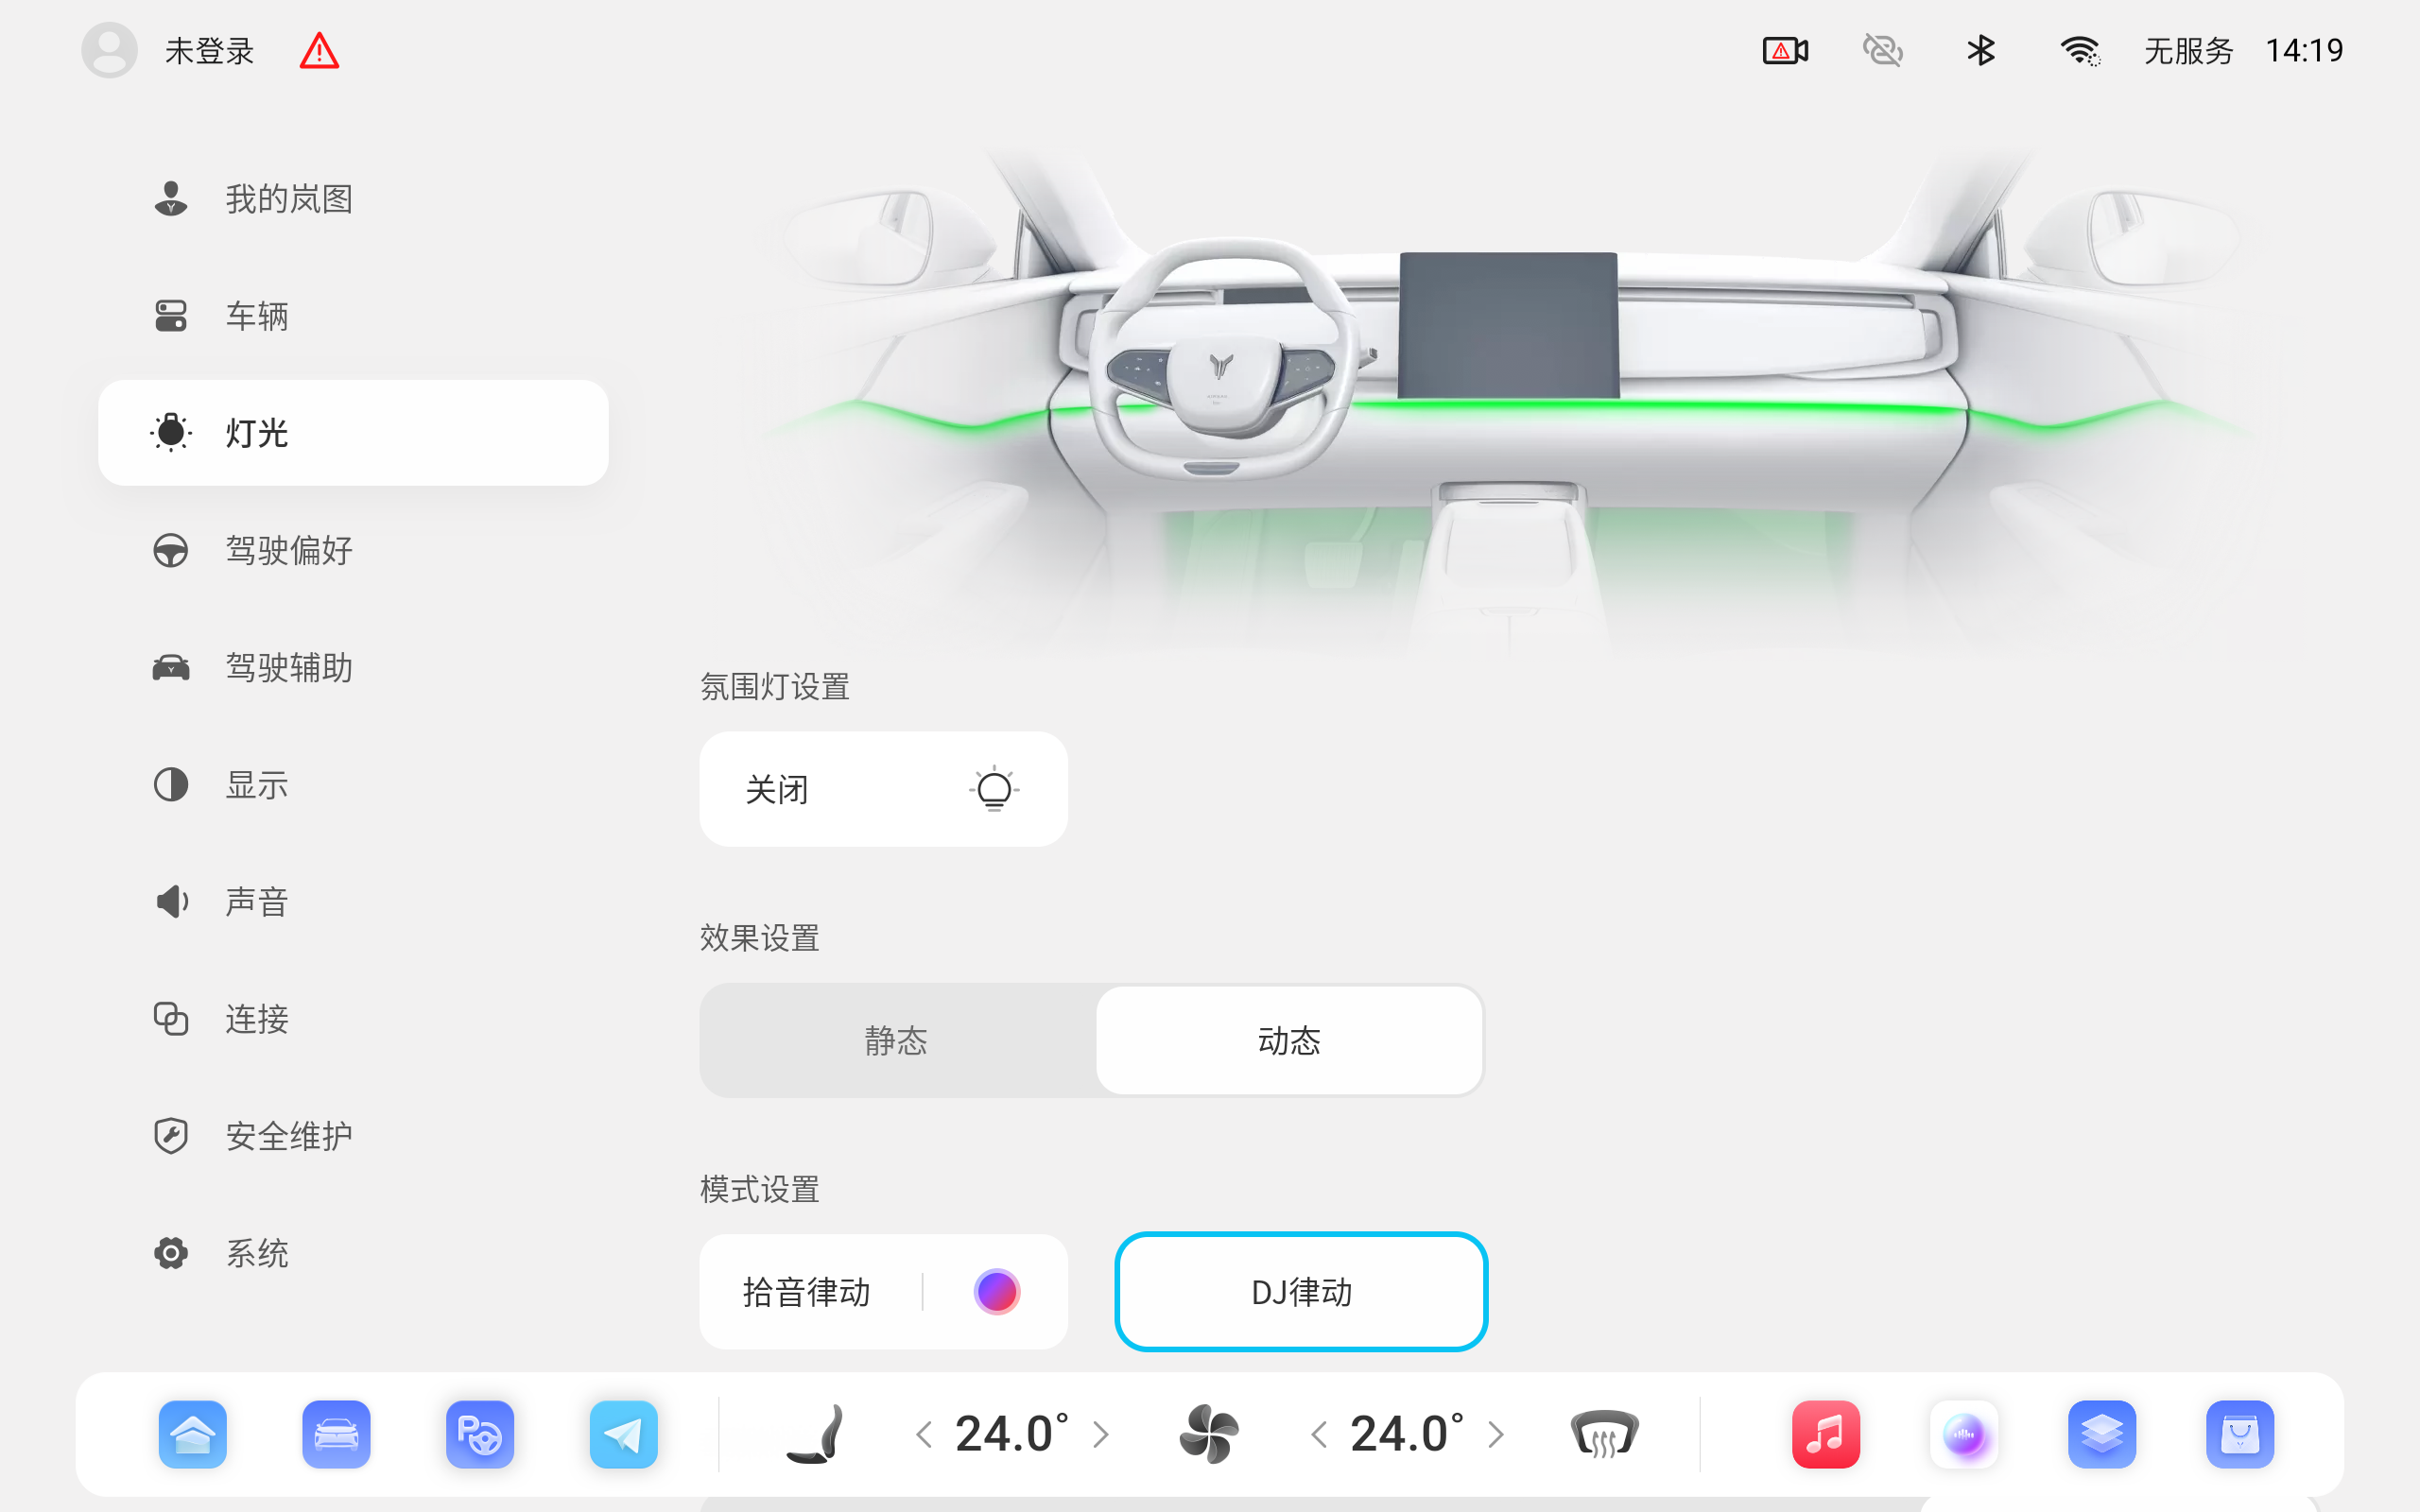 未登录
无服务 14:19
我的岚图
车辆
灯光
驾驶偏好
驾驶辅助
显示
声音
连接
安全维护
系统
氛围灯设置
关闭
效果设置
静态 动态
模式设置
拾音律动 DJ律动
24.0° 24.0°